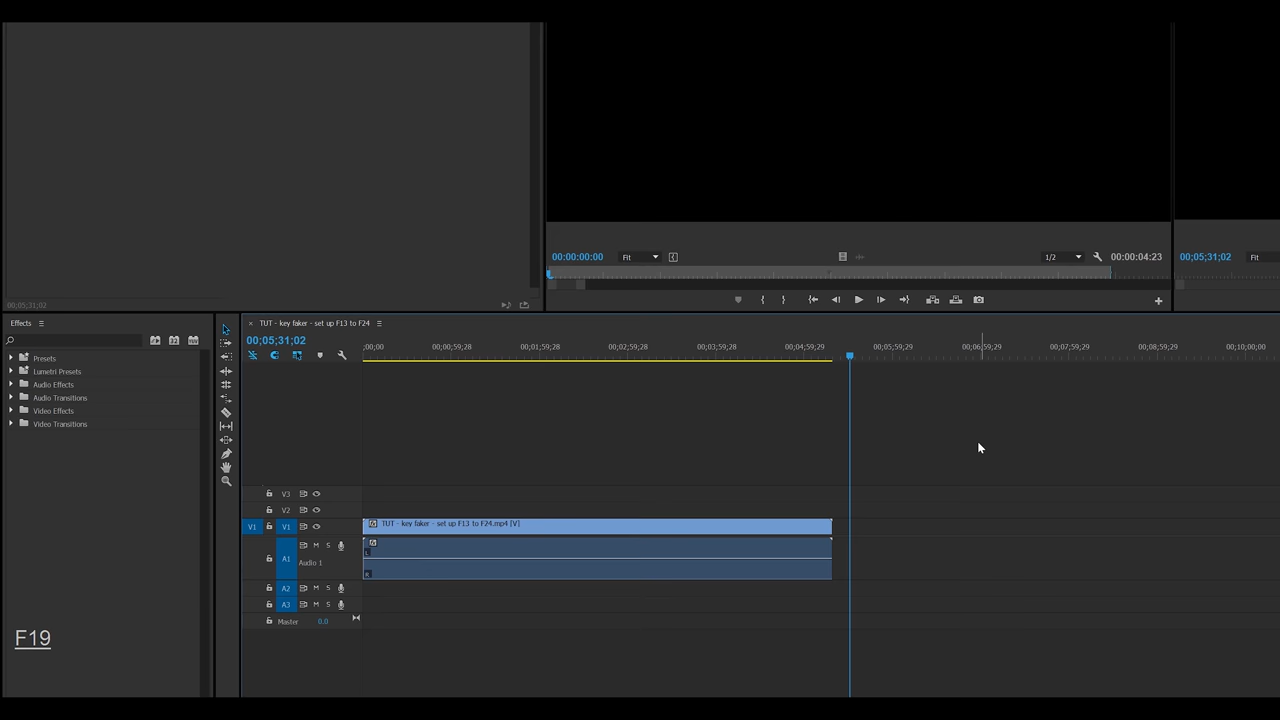 00:00:00:00
Fit
1/2
00:00:04:23
00;05;31;02
Fit
00;05;31;02
Effects
× TUT - key faker - set up F13 to F24
00;05;31;02
;00;00
00;00;59;28
00;01;59;28
00;02;59;28
00;03;59;29
00;04;59;29
00;05;59;29
00;06;59;29
00;07;59;29
00;08;59;29
00;10;00;00
Presets
Lumetri Presets
Audio Effects
Audio Transitions
Video Effects
Video Transitions
V3
V2
V1 V1 TUT - key faker - set up F13 to F24.mp4 [V]
fx
M S
fx
L
A1 Audio 1
R
A2 M S
A3 M S
Master 0.0
F19